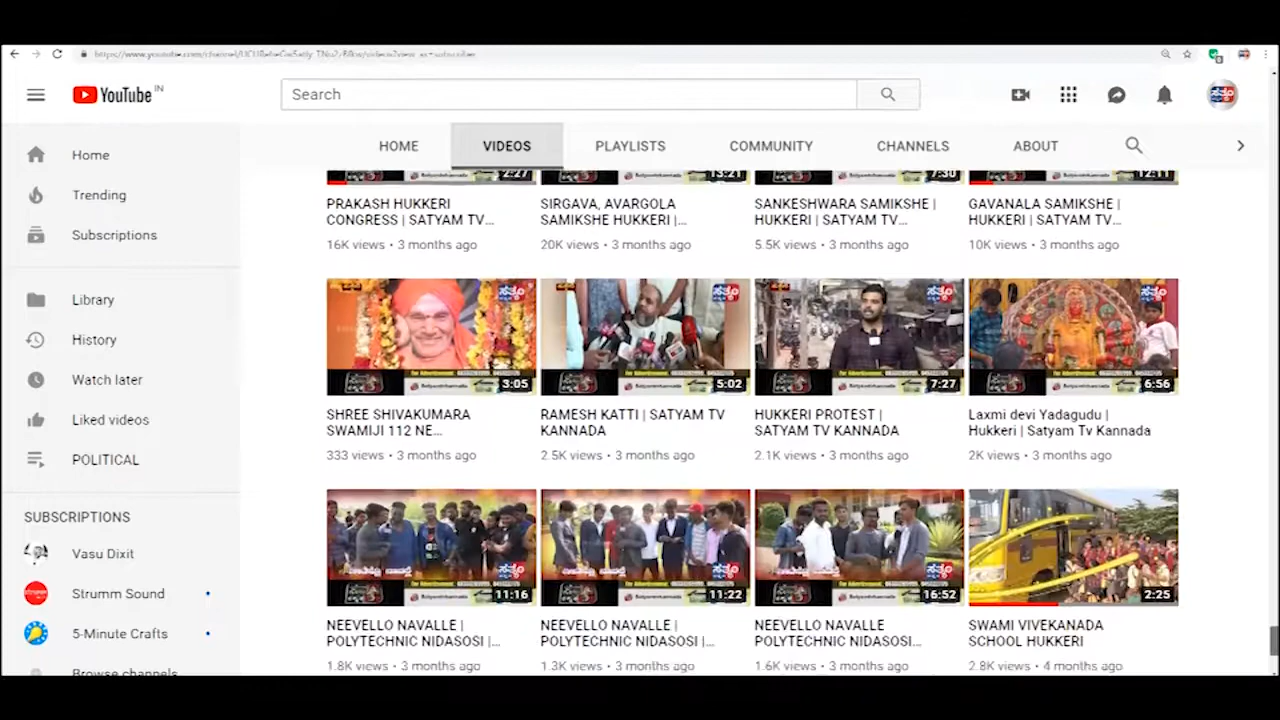 YouTube IN
Search
HOME
VIDEOS
PLAYLISTS
COMMUNITY
CHANNELS
ABOUT
Home
Trending
Subscriptions
Library
History
Watch later
Liked videos
POLITICAL
SUBSCRIPTIONS
Vasu Dixit
Strumm Sound
5-Minute Crafts
Browse channels
2:27
13:21
7:30
12:11
PRAKASH HUKKERI
CONGRESS | SATYAM TV...
16K views • 3 months ago
SIRGAVA, AVARGOLA
SAMIKSHE HUKKERI |...
20K views • 3 months ago
SANKESHWARA SAMIKSHE |
HUKKERI | SATYAM TV...
5.5K views • 3 months ago
GAVANALA SAMIKSHE |
HUKKERI | SATYAM TV...
10K views • 3 months ago
ಸತ್ಯಂ
3:05
SHREE SHIVAKUMARA
SWAMIJI 112 NE...
333 views • 3 months ago
ಸತ್ಯಂ
5:02
RAMESH KATTI | SATYAM TV
KANNADA
2.5K views • 3 months ago
ಸತ್ಯಂ
7:27
HUKKERI PROTEST |
SATYAM TV KANNADA
2.1K views • 3 months ago
ಸತ್ಯಂ
6:56
Laxmi devi Yadagudu |
Hukkeri | Satyam Tv Kannada
2K views • 3 months ago
ಸತ್ಯಂ
11:16
NEEVELLO NAVALLE |
POLYTECHNIC NIDASOSI |...
1.8K views • 3 months ago
ಸತ್ಯಂ
11:22
NEEVELLO NAVALLE |
POLYTECHNIC NIDASOSI |...
1.3K views • 3 months ago
ಸತ್ಯಂ
16:52
NEEVELLO NAVALLE
POLYTECHNIC NIDASOSI...
1.6K views • 3 months ago
2:25
SWAMI VIVEKANADA
SCHOOL HUKKERI
2.8K views • 4 months ago